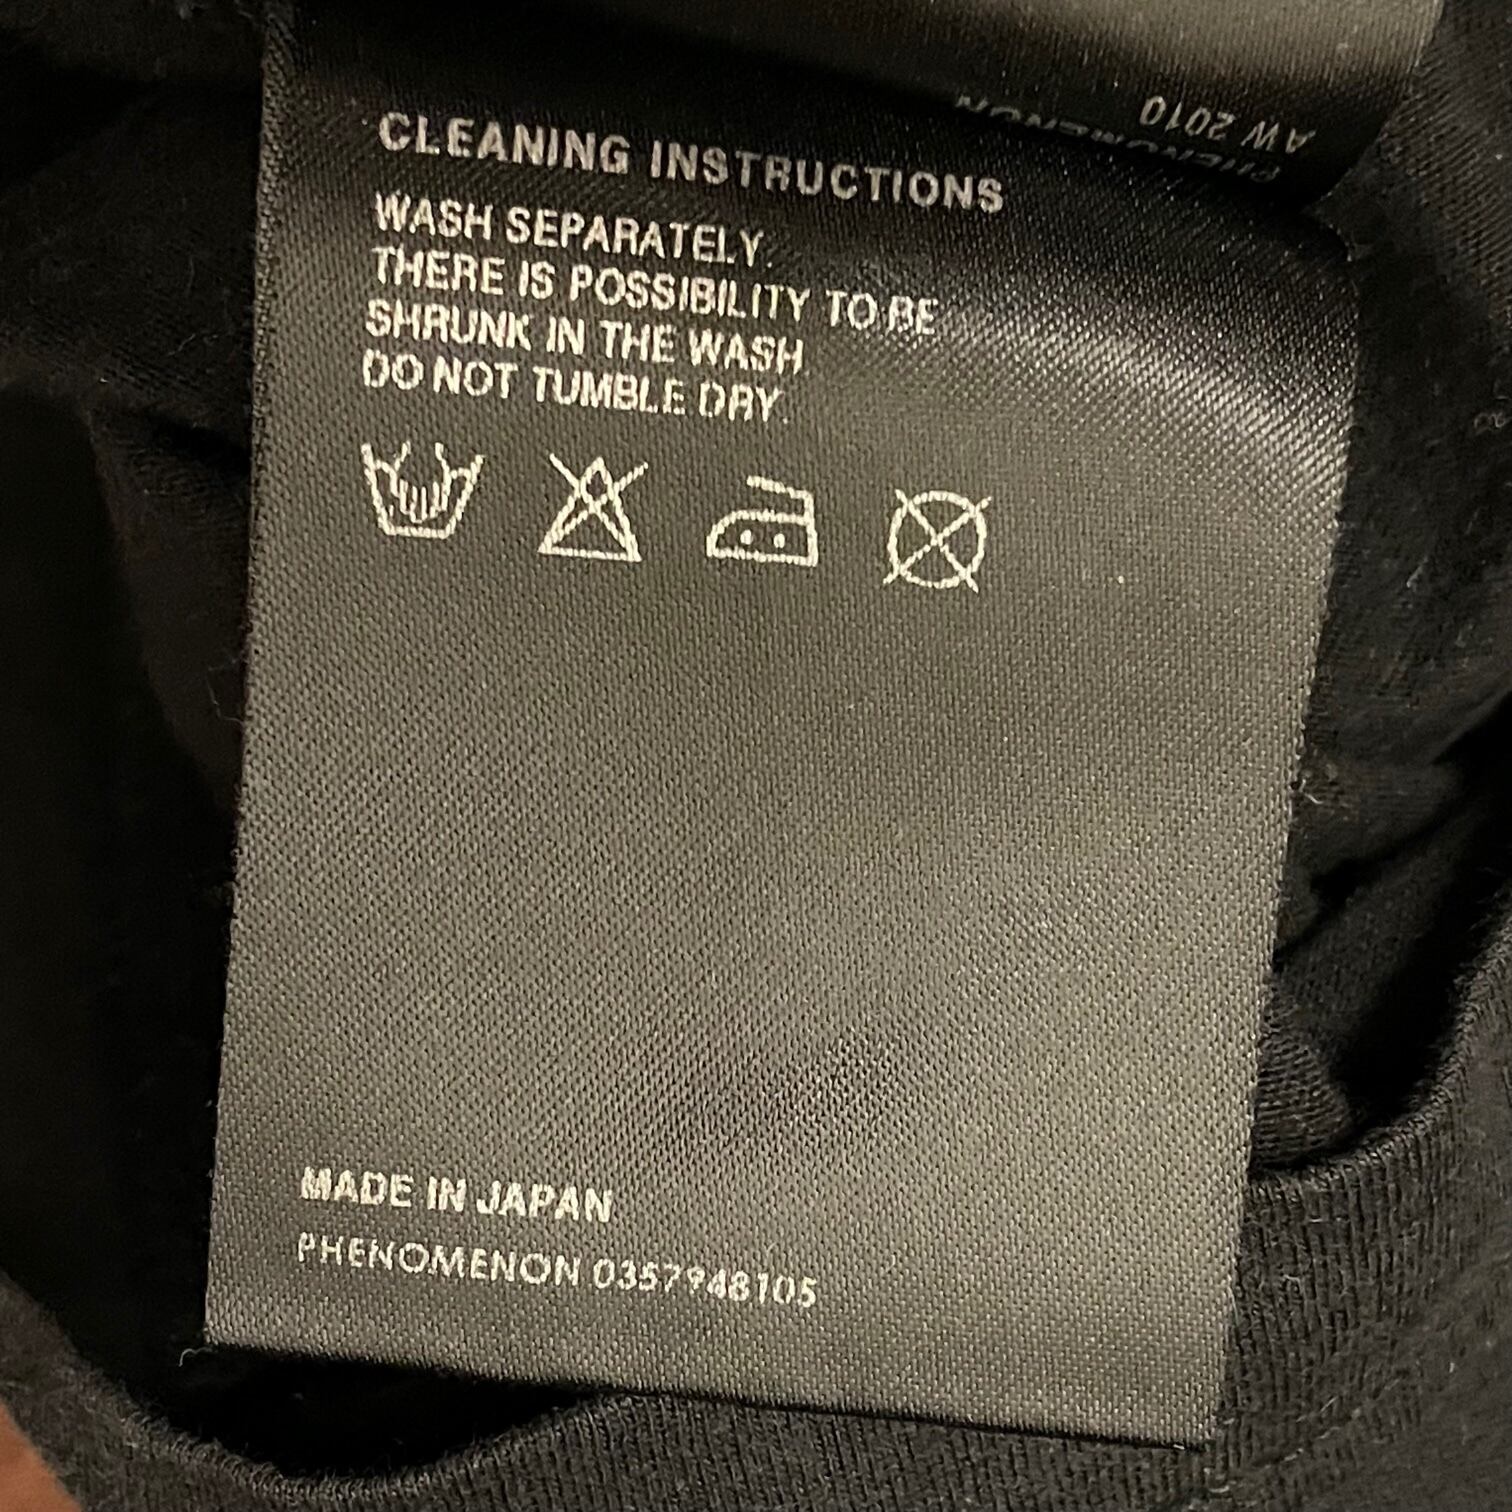 PHENOMENON
AW 2010
CLEANING INSTRUCTIONS
WASH SEPARATELY.
THERE IS POSSIBILITY TO BE
SHRUNK IN THE WASH
DO NOT TUMBLE DRY.
MADE IN JAPAN
PHENOMENON 0357948105